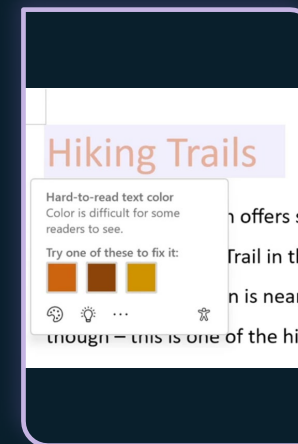 Hiking Trails
Hard-to-read text color
Color is difficult for some
readers to see.
Try one of these to fix it:
offers
Trail in th
n is near
though – this is one of the hi